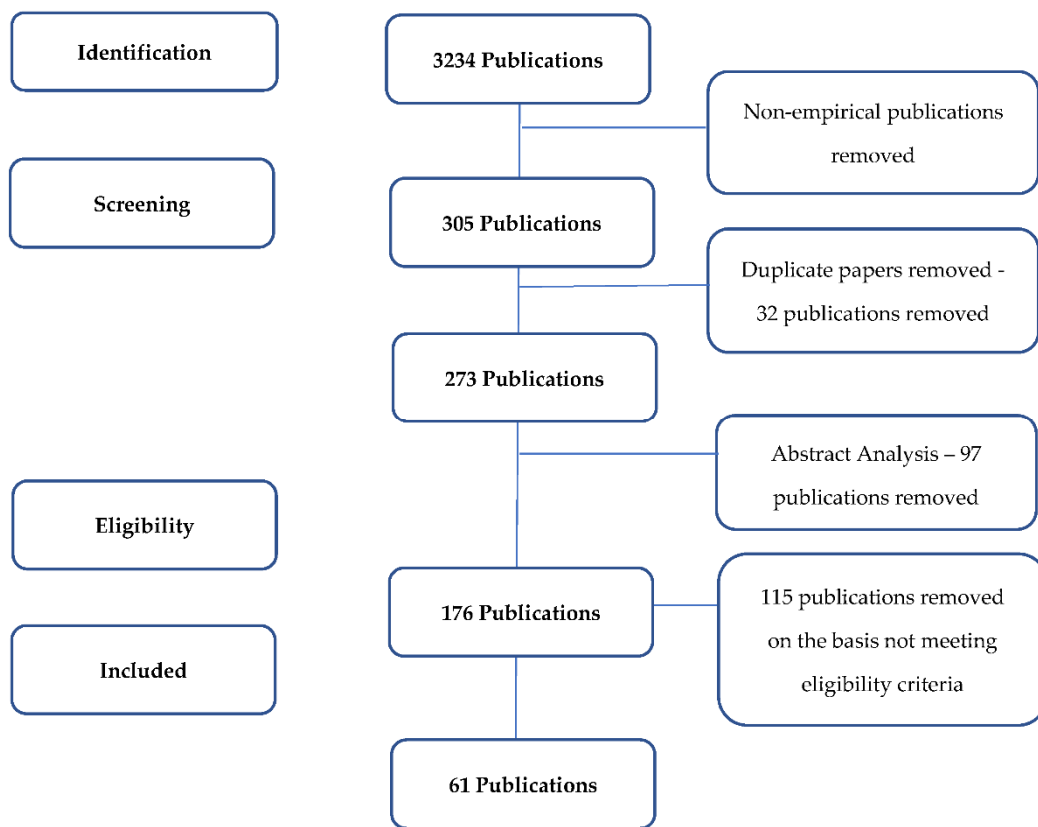 Identification
3234 Publications
Non-empirical publications
removed
Screening
305 Publications
Duplicate papers removed -
32 publications removed
273 Publications
Abstract Analysis – 97
publications removed
Eligibility
176 Publications
115 publications removed
on the basis not meeting
eligibility criteria
Included
61 Publications